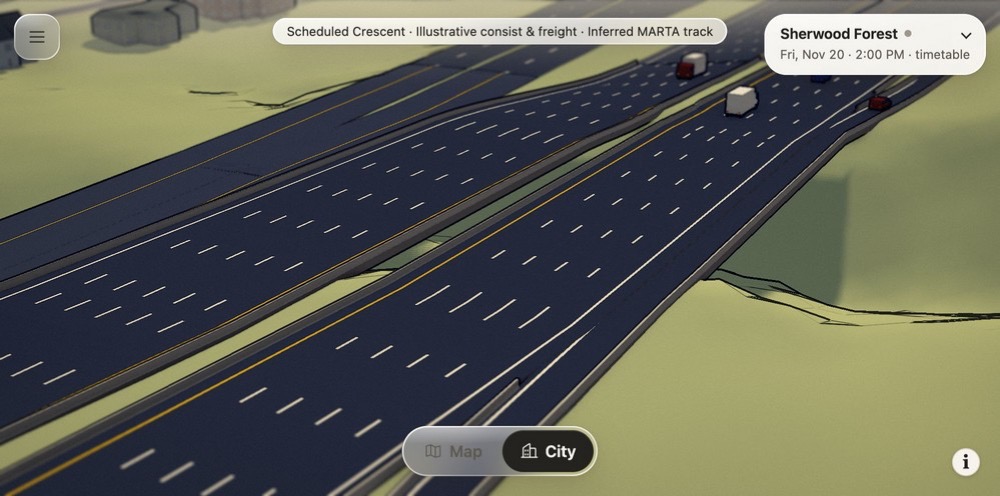 Scheduled Crescent · Illustrative consist & freight · Inferred MARTA track
Sherwood Forest
Fri, Nov 20 · 2:00 PM · timetable
Map
City
i